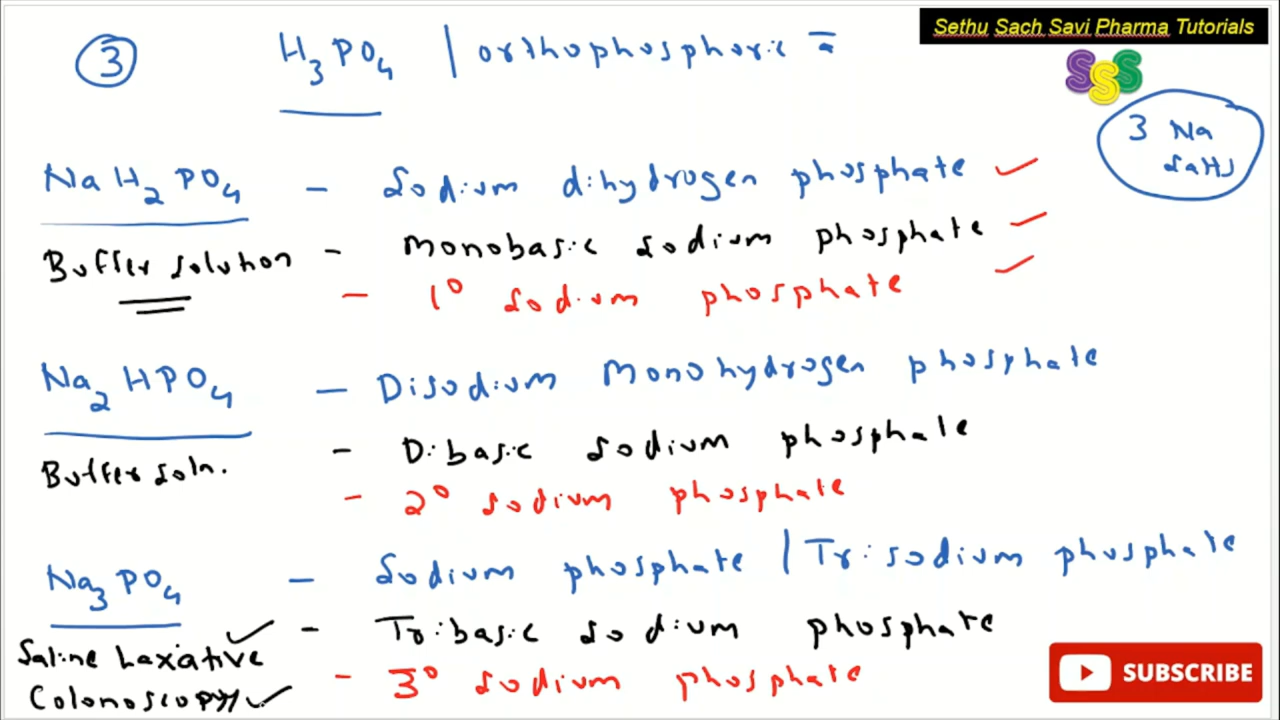 Sethu Sach Savi Pharma Tutorials
SSS
③ H₃PO₄ | orthophosphoric
3 Na
Salts
NaH₂PO₄ - Sodium dihydrogen phosphate ✓
Buffer solution - Monobasic sodium phosphate ✓
- 1° sodium phosphate ✓
Na₂HPO₄ - Disodium Monohydrogen phosphate
- Dibasic sodium phosphate
Buffer soln.
- 2° sodium phosphate
Na₃PO₄ - Sodium phosphate | Trisodium phosphate
✓ - Tribasic sodium phosphate
Saline Laxative
- 3° sodium phosphate
Colonoscopy ✓
SUBSCRIBE